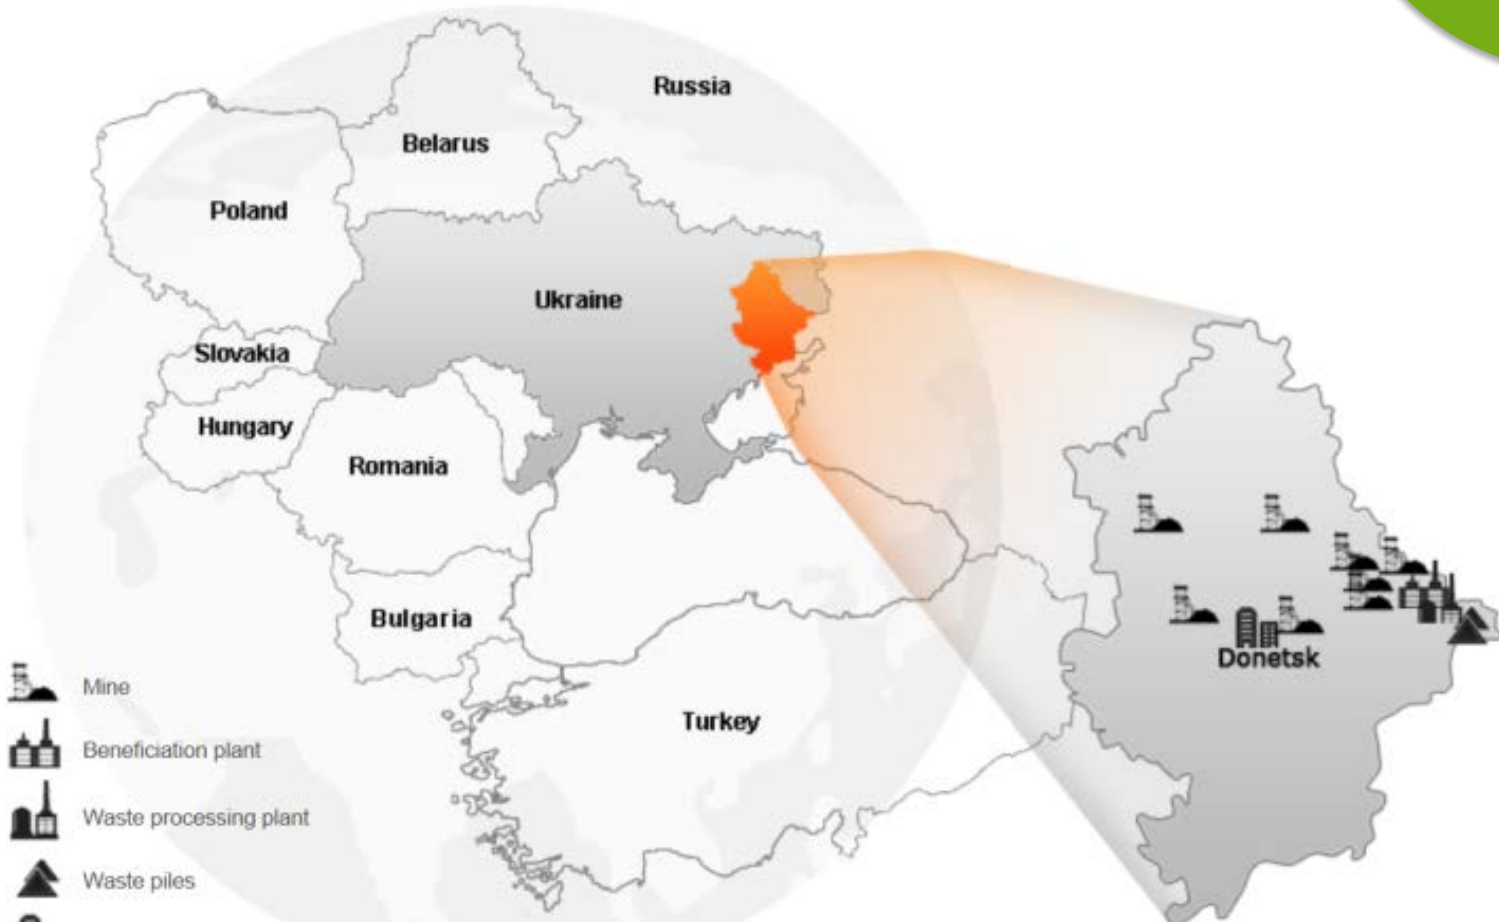 Russia
Belarus
Poland
Ukraine
Slovakia
Hungary
Romania
Bulgaria
Donetsk
Turkey
Mine
Beneficiation plant
Waste processing plant
Waste piles